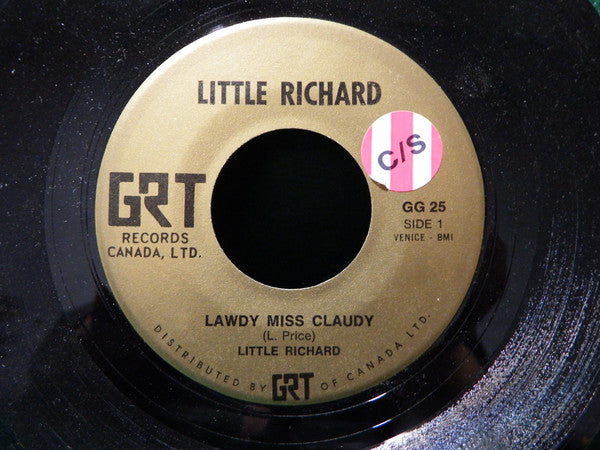 LITTLE RICHARD
C/S
GRT
RECORDS
CANADA, LTD.
GG 25
SIDE 1
VENICE - BMI
LAWDY MISS CLAUDY
(L. Price)
LITTLE RICHARD
DISTRIBUTED BY GRT OF CANADA LTD.